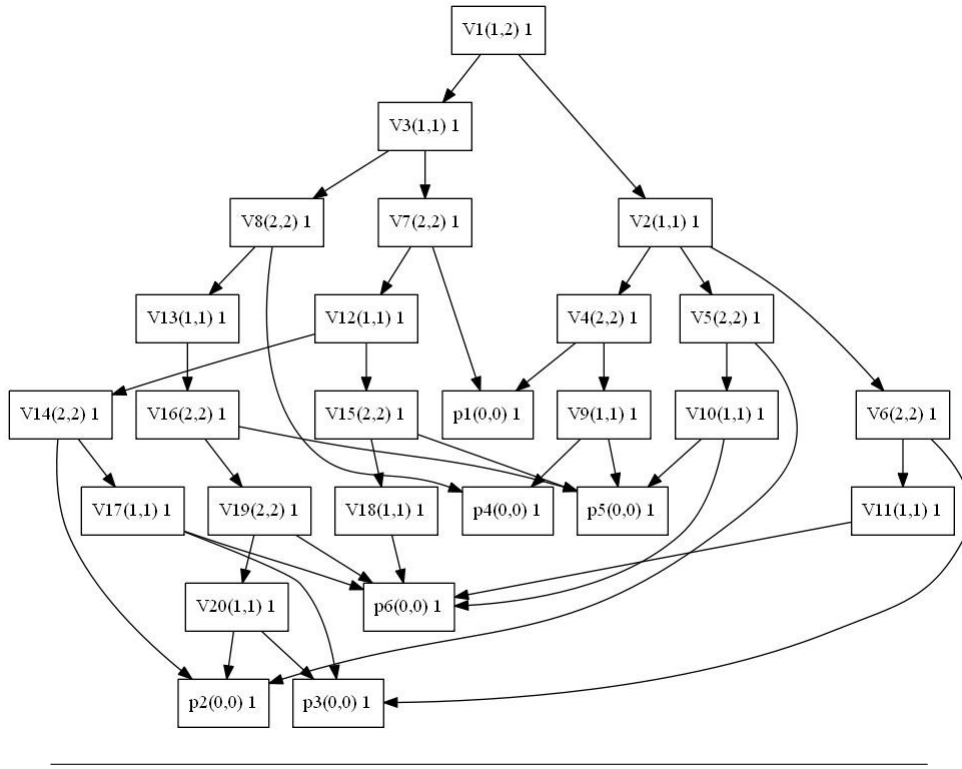 V1(1,2) 1
V3(1,1) 1
V8(2,2) 1
V7(2,2) 1
V2(1,1) 1
V13(1,1) 1
V12(1,1) 1
V4(2,2) 1
V5(2,2) 1
V14(2,2) 1
V16(2,2) 1
V15(2,2) 1
p1(0,0) 1
V9(1,1) 1
V10(1,1) 1
V6(2,2) 1
V17(1,1) 1
V19(2,2) 1
V18(1,1) 1
p4(0,0) 1
p5(0,0) 1
V11(1,1) 1
V20(1,1) 1
p6(0,0) 1
p2(0,0) 1
p3(0,0) 1